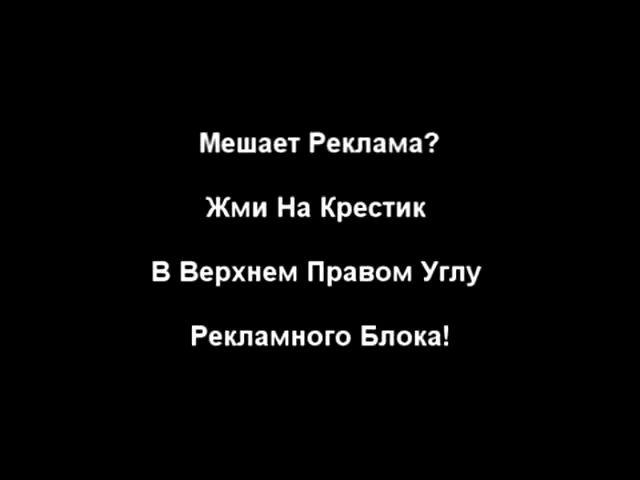 Мешает Реклама?
Жми На Крестик
В Верхнем Правом Углу
Рекламного Блока!